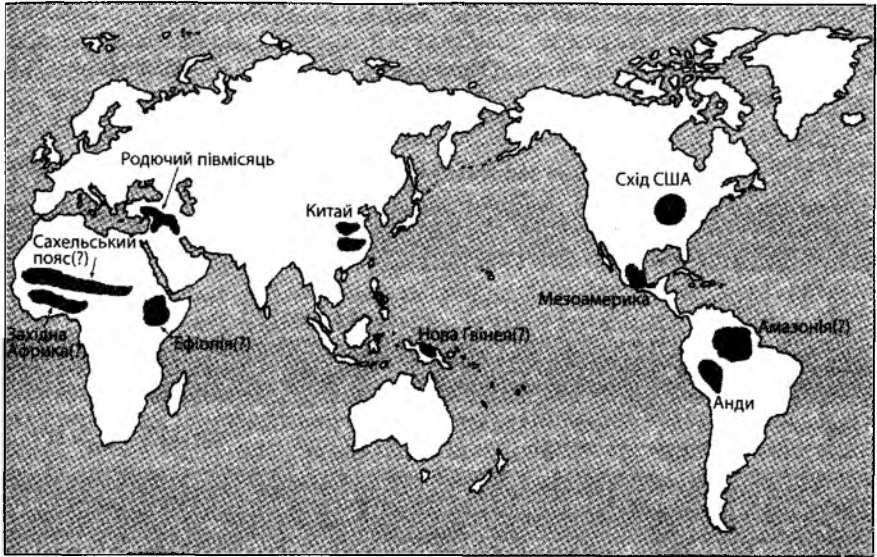 Родючий півмісяць
Китай
Схід США
Сахельський
пояс(?)
Мезоамерика
Західна
Африка(?)
Ефіопія(?)
Нова Гвінея(?)
Амазонія(?)
Анди